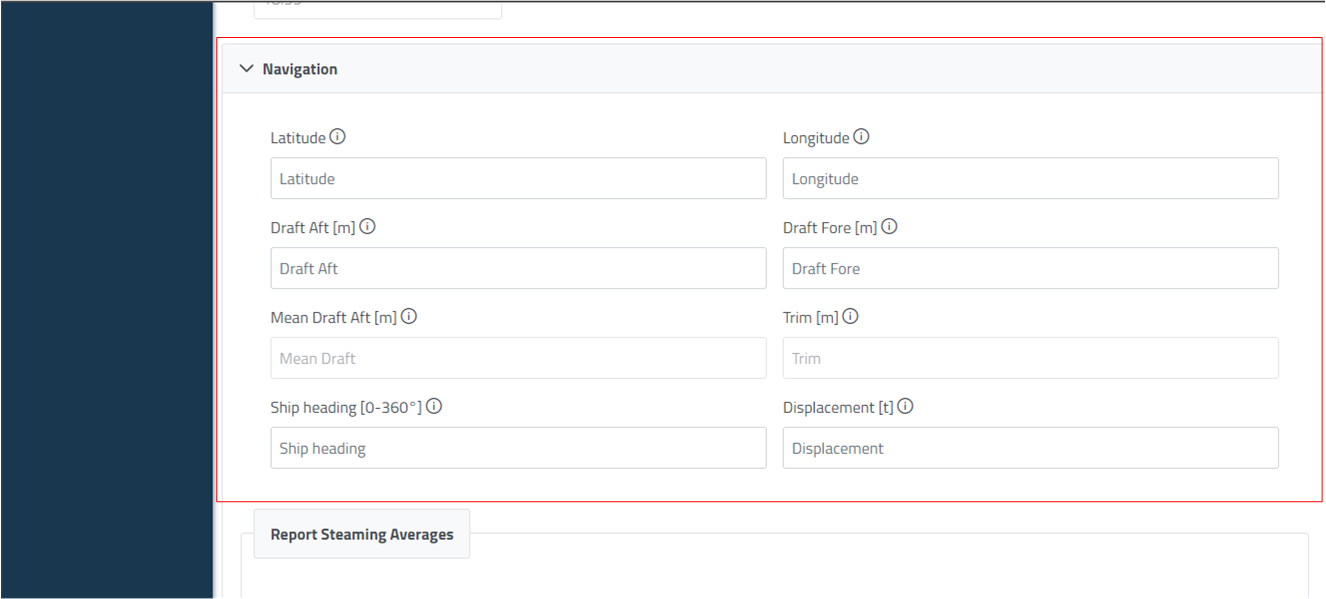 Navigation
Latitude Longitude
Latitude Longitude
Draft Aft [m] Draft Fore [m]
Draft Aft Draft Fore
Mean Draft Aft [m] Trim [m]
Mean Draft Trim
Ship heading [0-360°] Displacement [t]
Ship heading Displacement
Report Steaming Averages